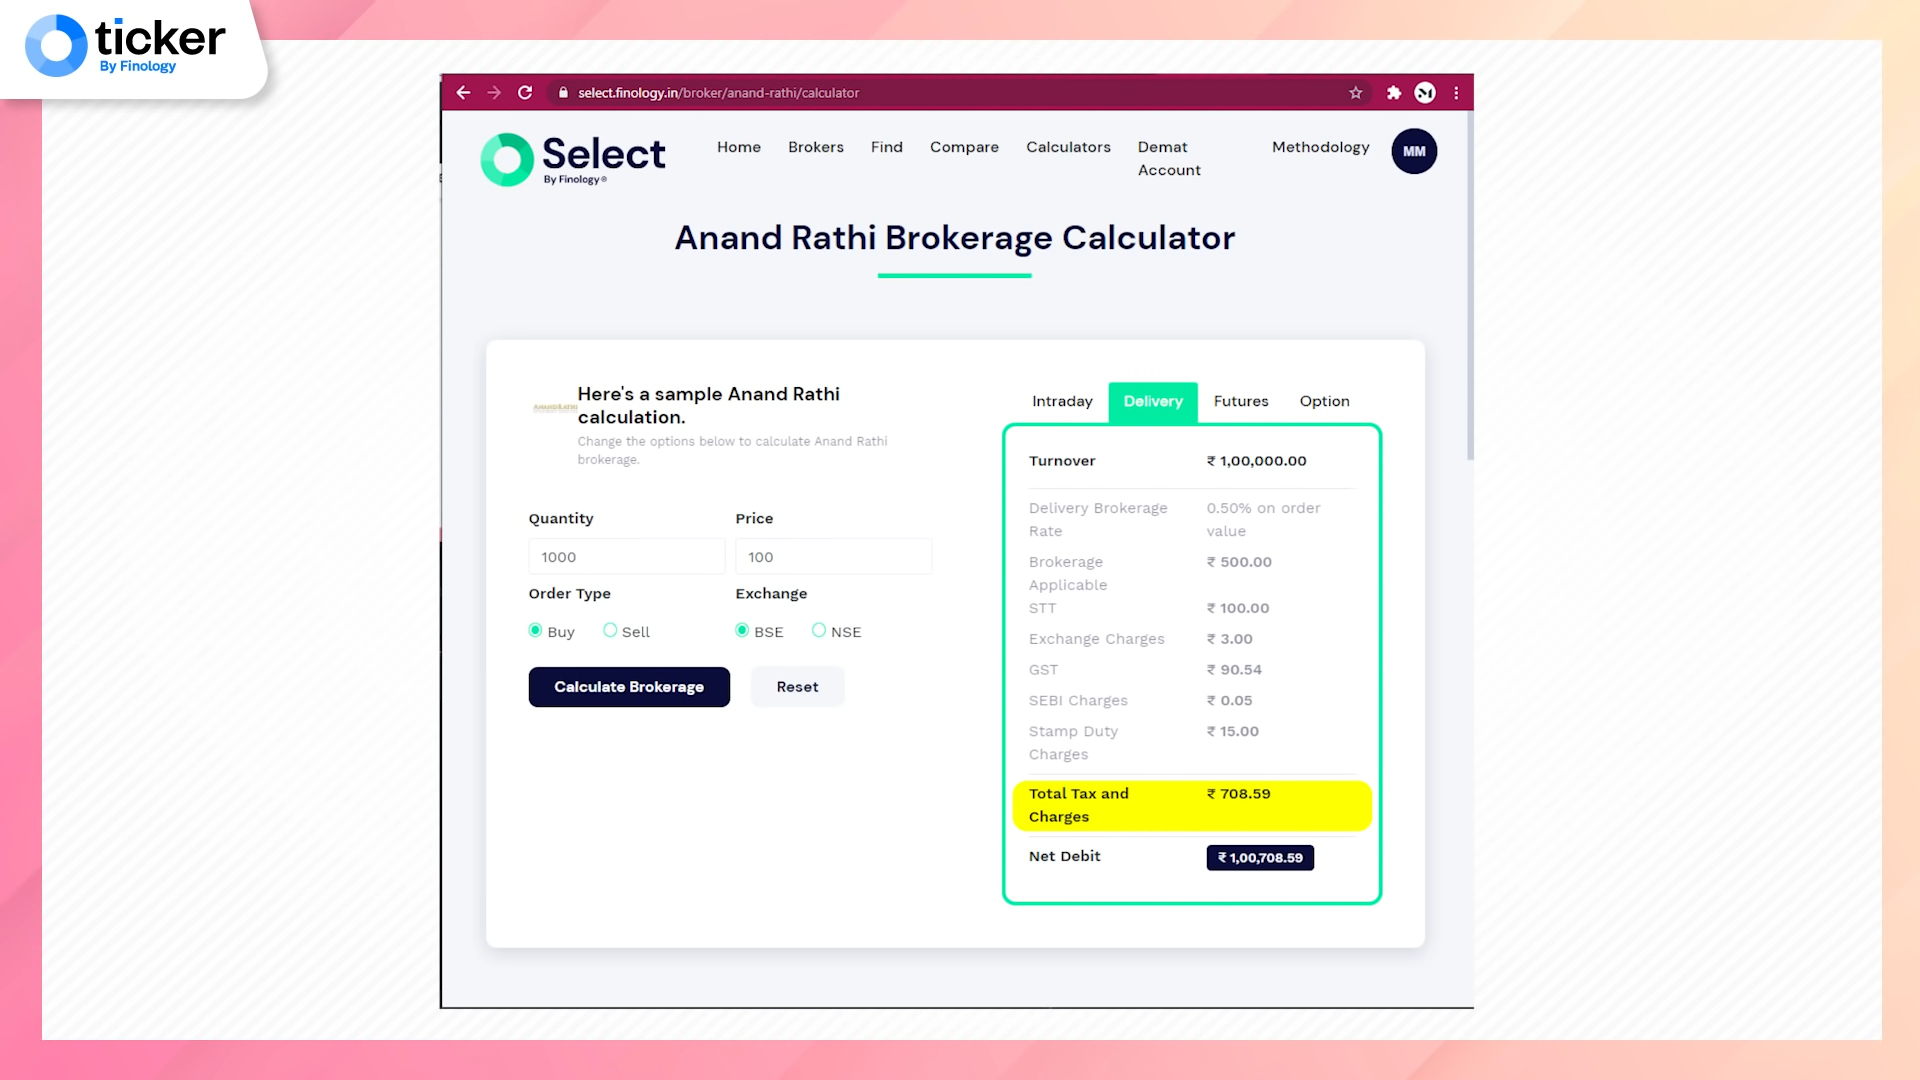 ticker
By Finology
select.finology.in/broker/anand-rathi/calculator
Select
By Finology®
Home
Brokers
Find
Compare
Calculators
Demat
Account
Methodology
MM
Anand Rathi Brokerage Calculator
ANANDRATHI
Here's a sample Anand Rathi
calculation.
Change the options below to calculate Anand Rathi
brokerage.
Quantity
Price
1000
100
Order Type
Exchange
Buy
Sell
BSE
NSE
Calculate Brokerage
Reset
Intraday
Delivery
Futures
Option
Turnover
₹ 1,00,000.00
Delivery Brokerage
Rate
0.50% on order
value
Brokerage
Applicable
₹ 500.00
STT
₹ 100.00
Exchange Charges
₹ 3.00
GST
₹ 90.54
SEBI Charges
₹ 0.05
Stamp Duty
Charges
₹ 15.00
Total Tax and
Charges
₹ 708.59
Net Debit
₹ 1,00,708.59